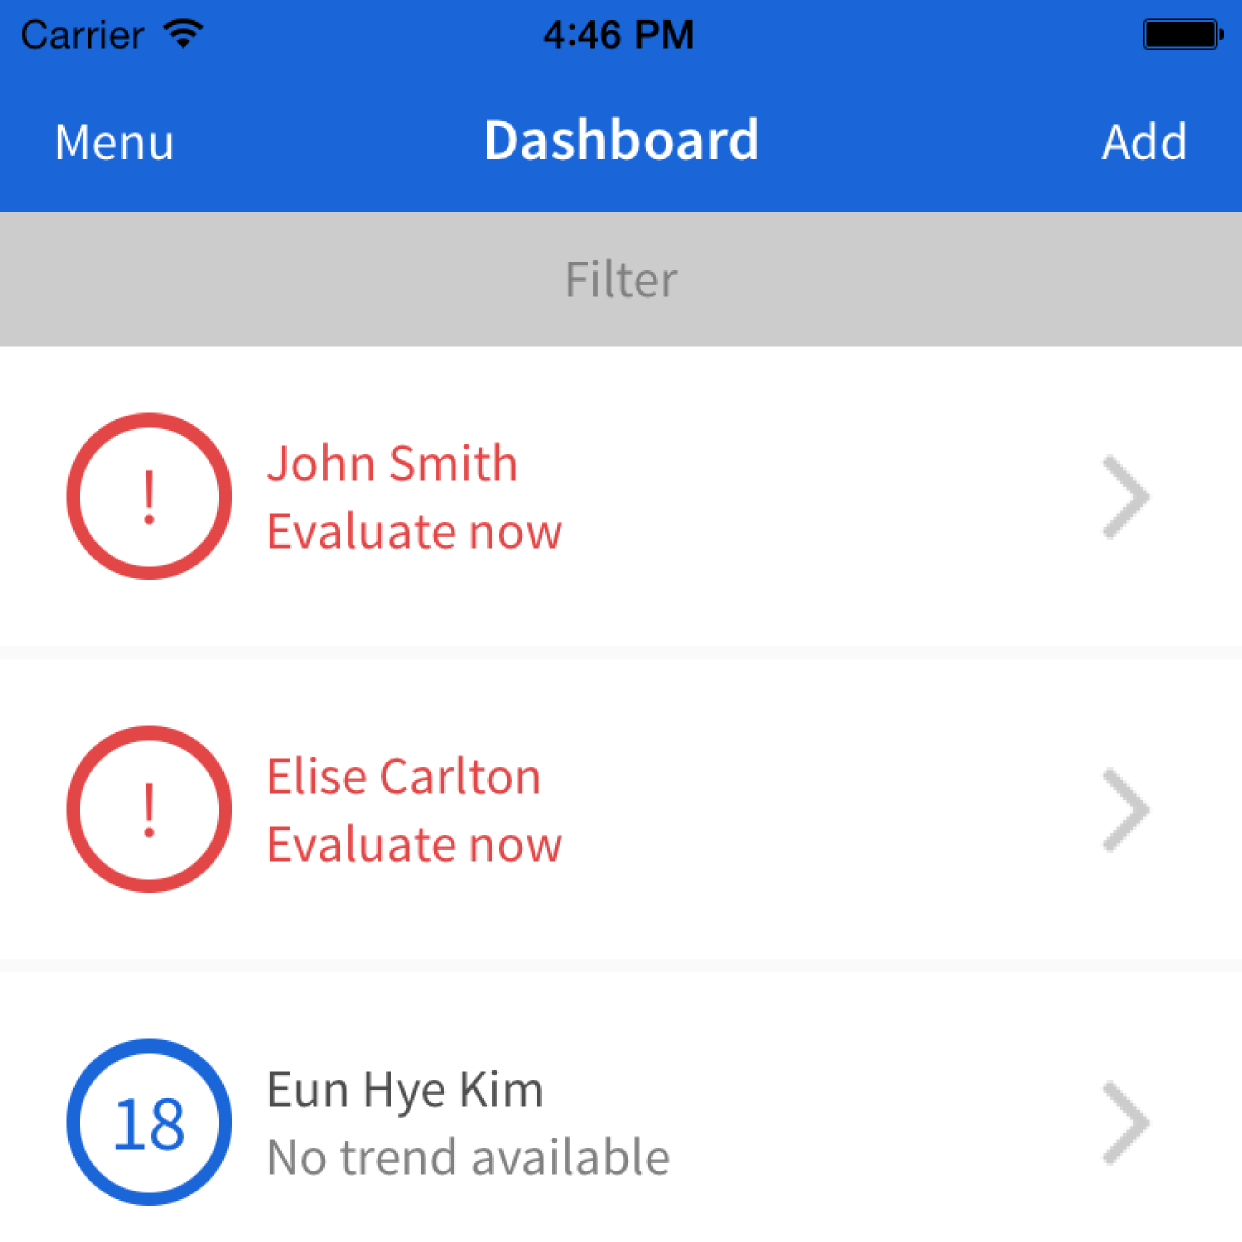 Carrier 4:46 PM
Menu Dashboard Add
Filter
! John Smith
Evaluate now
! Elise Carlton
Evaluate now
18 Eun Hye Kim
No trend available